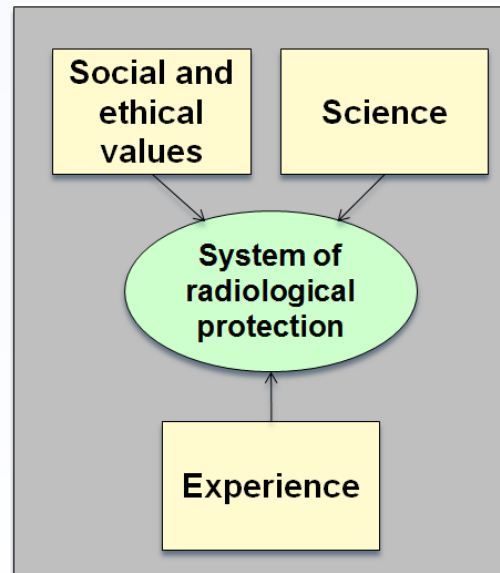 Social and
ethical
values
Science
System of
radiological
protection
Experience